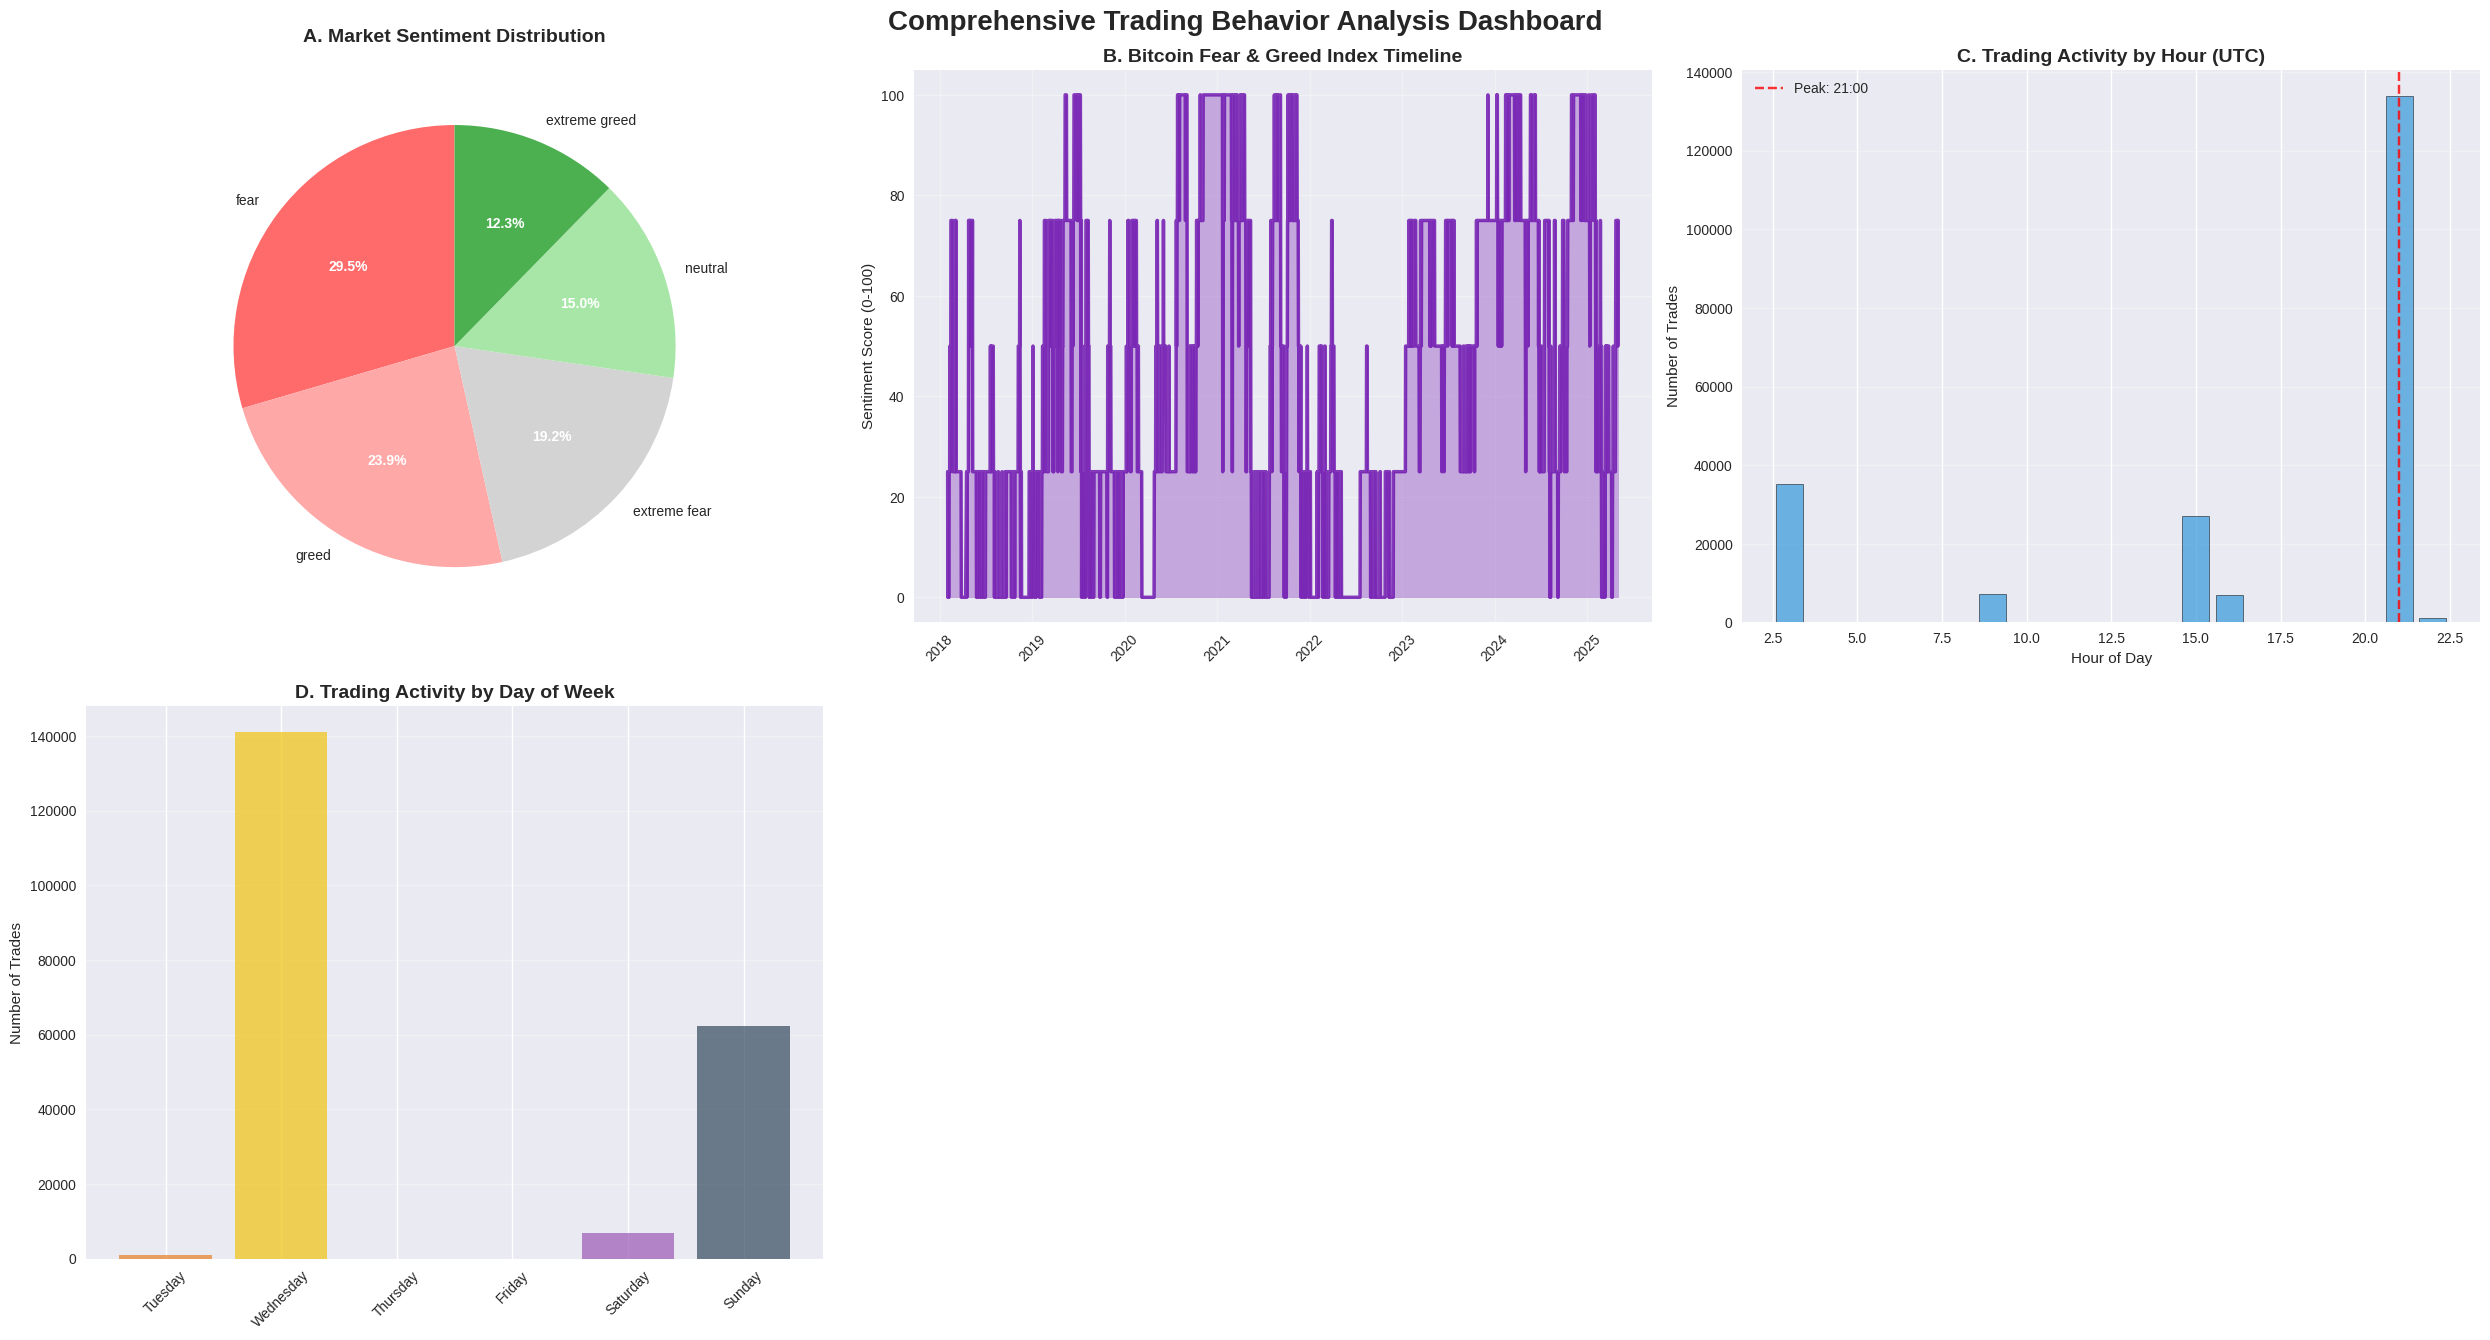 Comprehensive Trading Behavior Analysis Dashboard
A. Market Sentiment Distribution
extreme greed
fear
neutral
greed
extreme fear
12.3%
29.5%
15.0%
19.2%
23.9%
B. Bitcoin Fear & Greed Index Timeline
Sentiment Score (0-100)
100
80
60
40
20
0
2018
2019
2020
2021
2022
2023
2024
2025
C. Trading Activity by Hour (UTC)
Peak: 21:00
Number of Trades
140000
120000
100000
80000
60000
40000
20000
0
2.5
5.0
7.5
10.0
12.5
15.0
17.5
20.0
22.5
Hour of Day
D. Trading Activity by Day of Week
Number of Trades
140000
120000
100000
80000
60000
40000
20000
0
Tuesday
Wednesday
Thursday
Friday
Saturday
Sunday